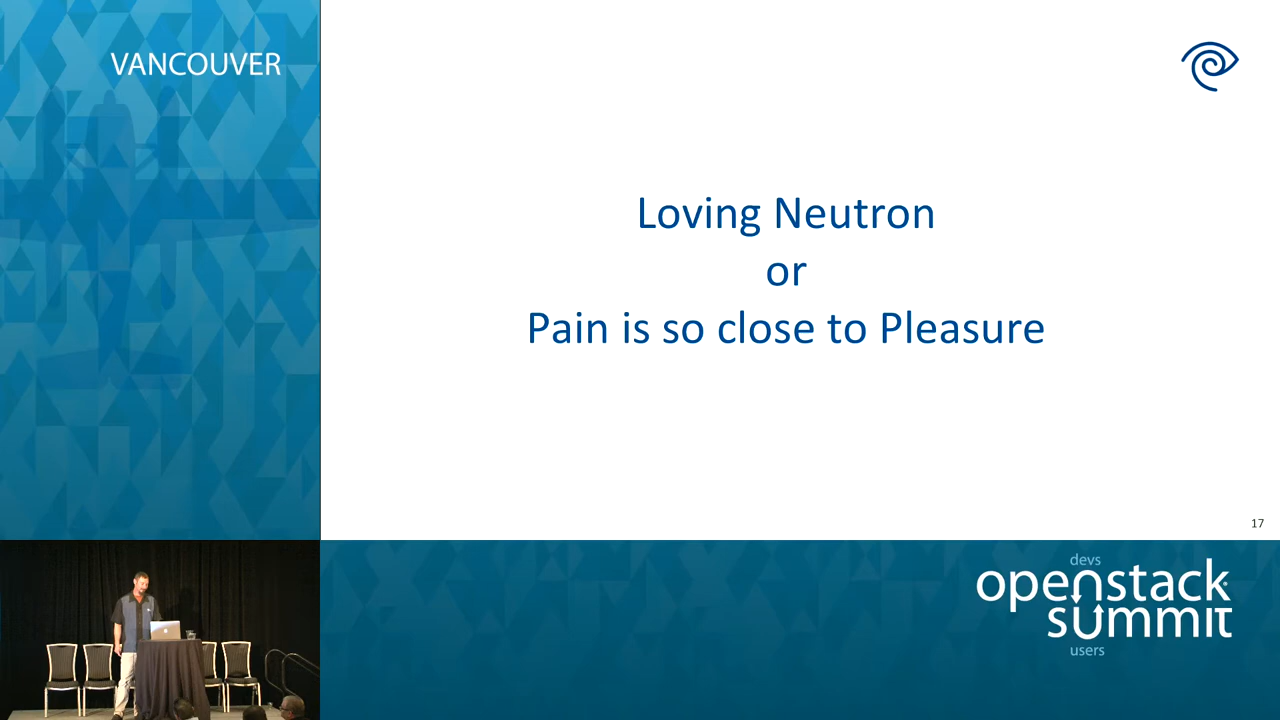 VANCOUVER
Loving Neutron
or
Pain is so close to Pleasure
17
devs
openstack
summit
users